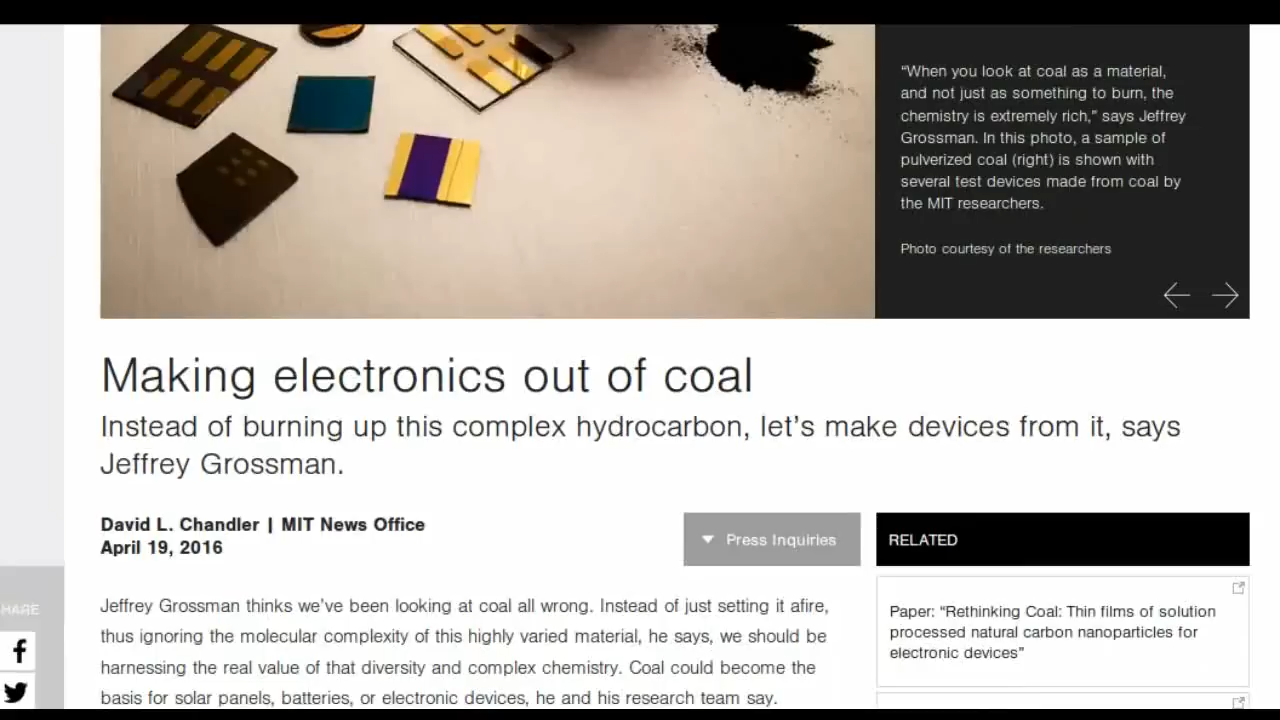 “When you look at coal as a material,
and not just as something to burn, the
chemistry is extremely rich,” says Jeffrey
Grossman. In this photo, a sample of
pulverized coal (right) is shown with
several test devices made from coal by
the MIT researchers.
Photo courtesy of the researchers
Making electronics out of coal
Instead of burning up this complex hydrocarbon, let’s make devices from it, says
Jeffrey Grossman.
David L. Chandler | MIT News Office
April 19, 2016
Press Inquiries
RELATED
HARE
Jeffrey Grossman thinks we’ve been looking at coal all wrong. Instead of just setting it afire,
thus ignoring the molecular complexity of this highly varied material, he says, we should be
harnessing the real value of that diversity and complex chemistry. Coal could become the
basis for solar panels, batteries, or electronic devices, he and his research team say.
Paper: “Rethinking Coal: Thin films of solution
processed natural carbon nanoparticles for
electronic devices”